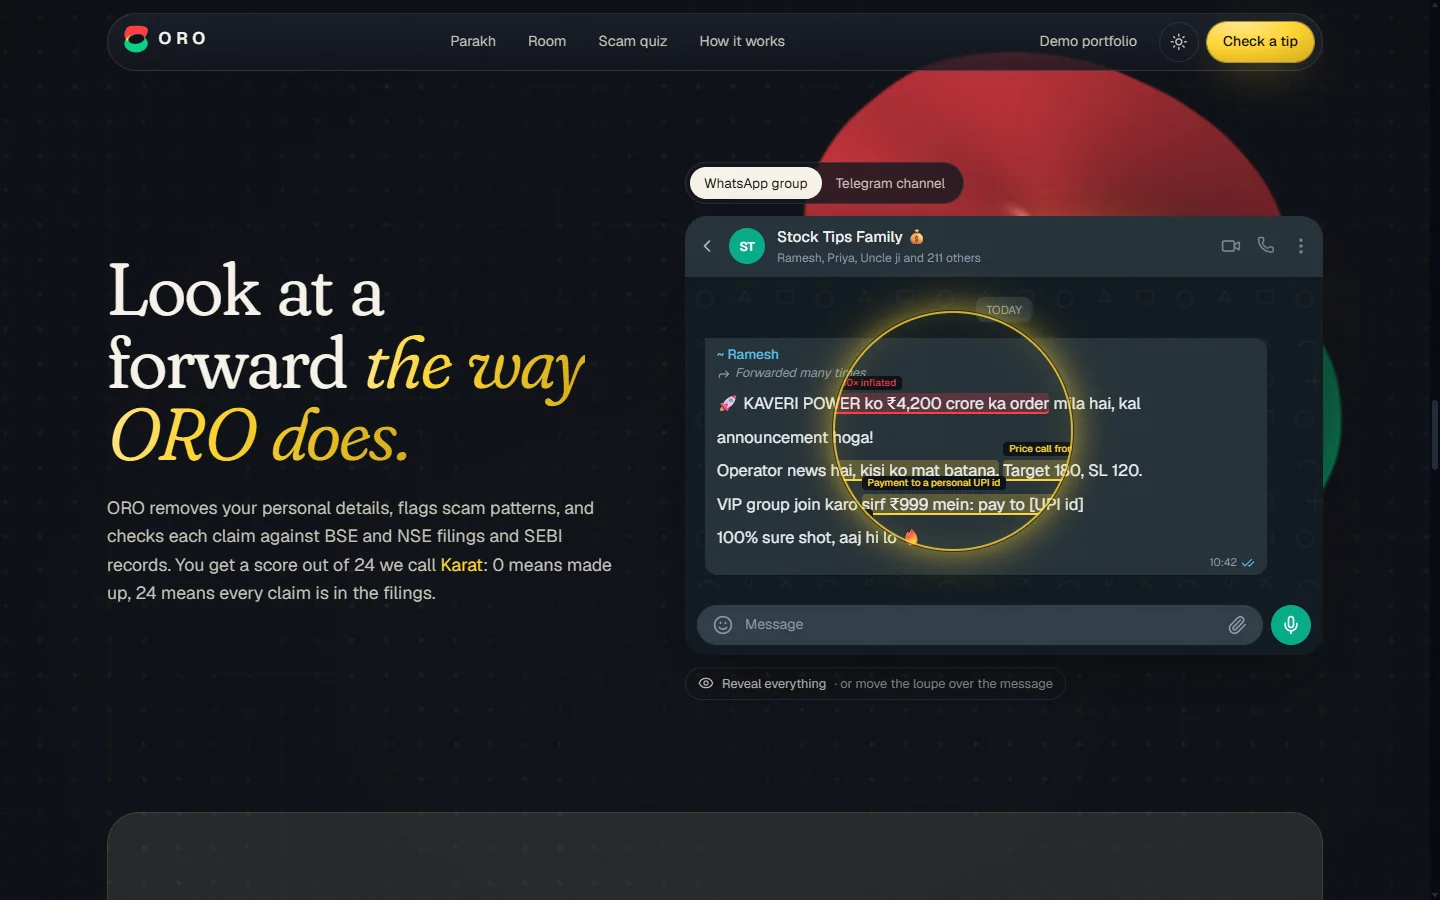 ORO
Parakh
Room
Scam quiz
How it works
Demo portfolio
Check a tip
Look at a
forward the way
ORO does.
ORO removes your personal details, flags scam patterns, and
checks each claim against BSE and NSE filings and SEBI
records. You get a score out of 24 we call Karat: 0 means made
up, 24 means every claim is in the filings.
WhatsApp group
Telegram channel
ST
Stock Tips Family 💰
Ramesh, Priya, Uncle ji and 211 others
TODAY
~ Ramesh
Forwarded many times
0× inflated
🚀 KAVERI POWER ko ₹4,200 crore ka order mila hai, kal
announcement hoga!
Price call from
Operator news hai, kisi ko mat batana. Target 180, SL 120.
Payment to a personal UPI id
VIP group join karo sirf ₹999 mein: pay to [UPI id]
100% sure shot, aaj hi lo 🔥
10:42
Message
Reveal everything · or move the loupe over the message